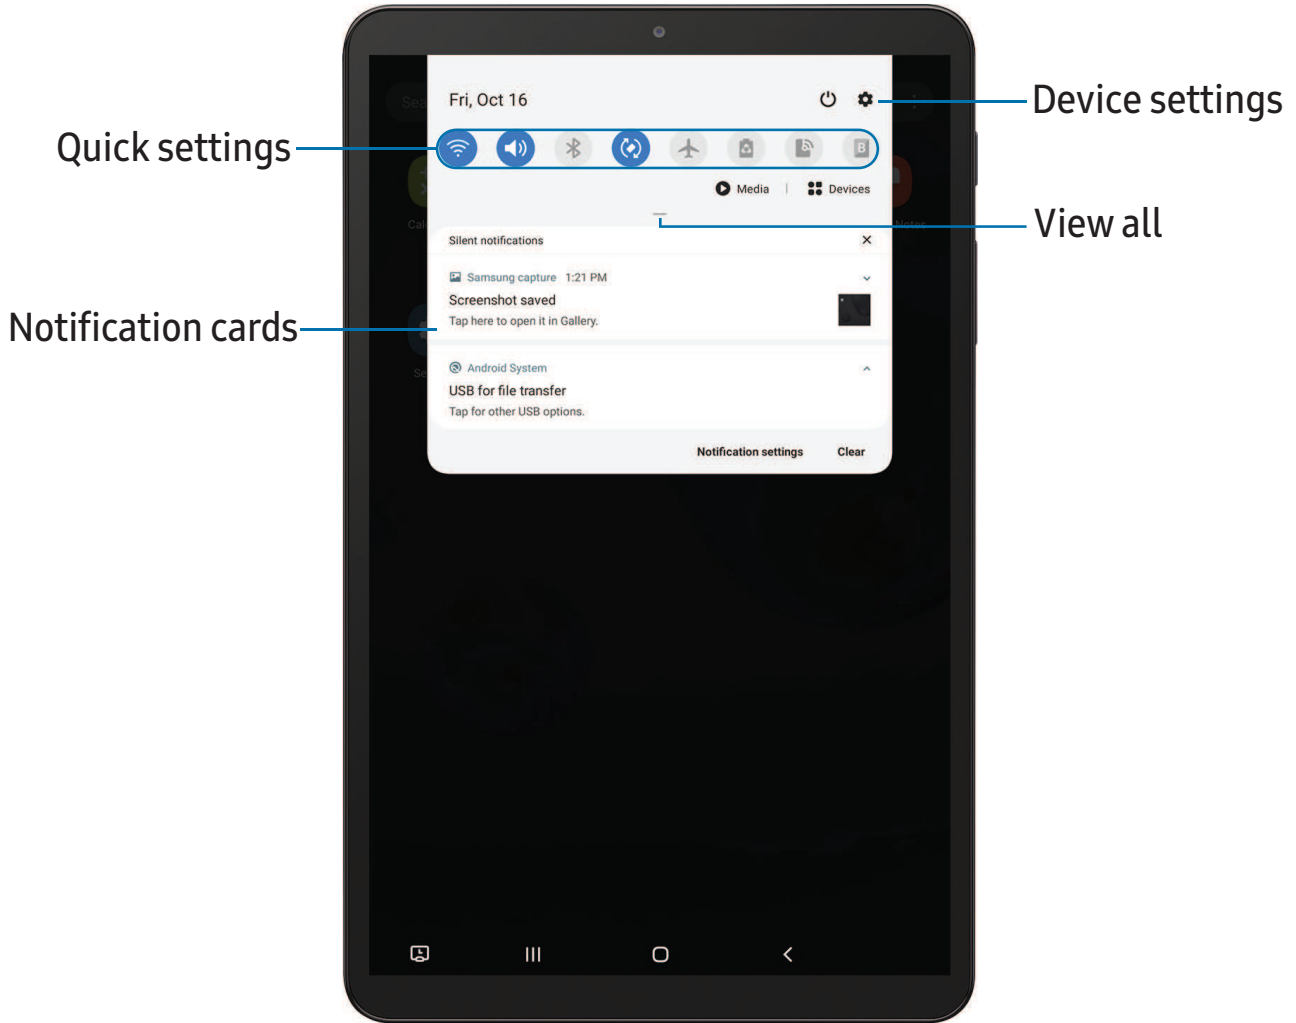 Fri, Oct 16
Device settings
Quick settings
B
Media
Devices
View all
Silent notifications
Samsung capture 1:21 PM
Screenshot saved
Tap here to open it in Gallery.
Notification cards
Android System
USB for file transfer
Tap for other USB options.
Notification settings
Clear